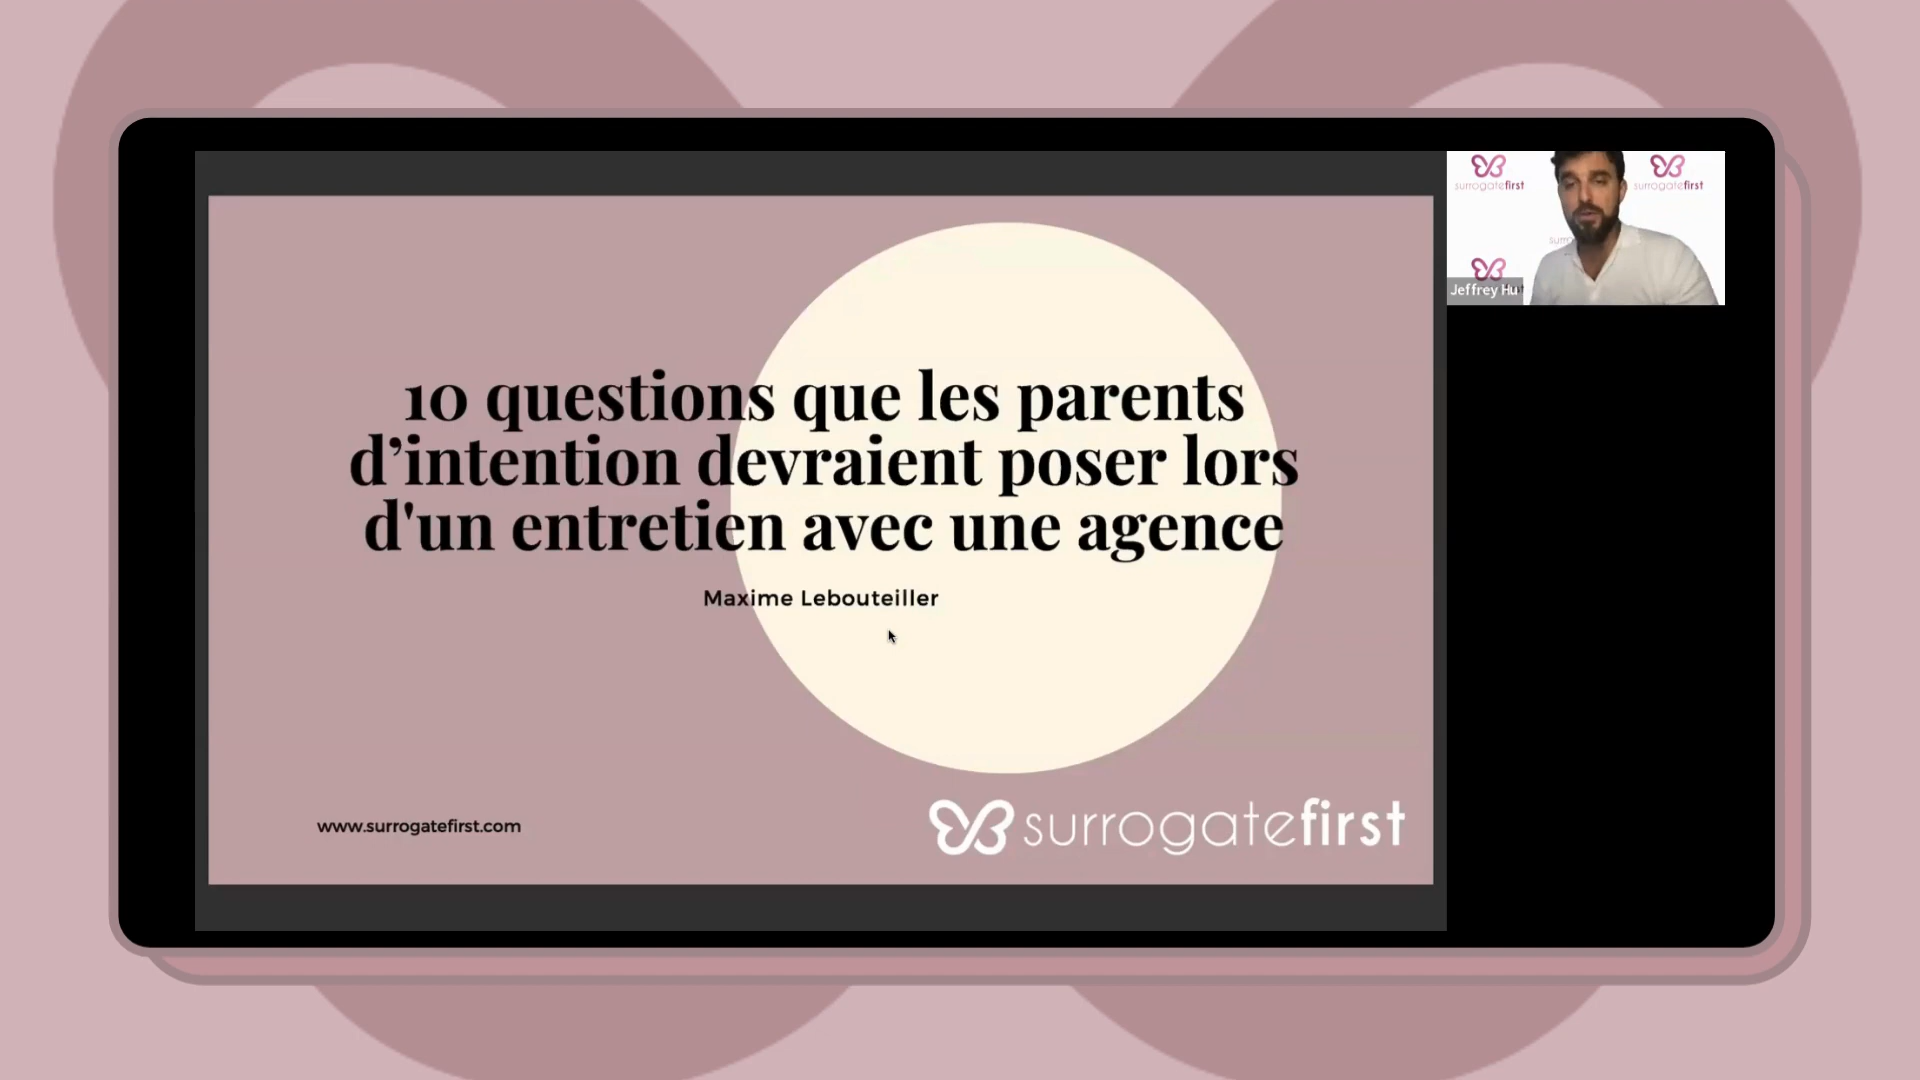 10 questions que les parents
d’intention devraient poser lors
d'un entretien avec une agence
Maxime Lebouteiller
www.surrogatefirst.com
surrogatefirst
surrogatefirst
surrogatefirst
Jeffrey Hu